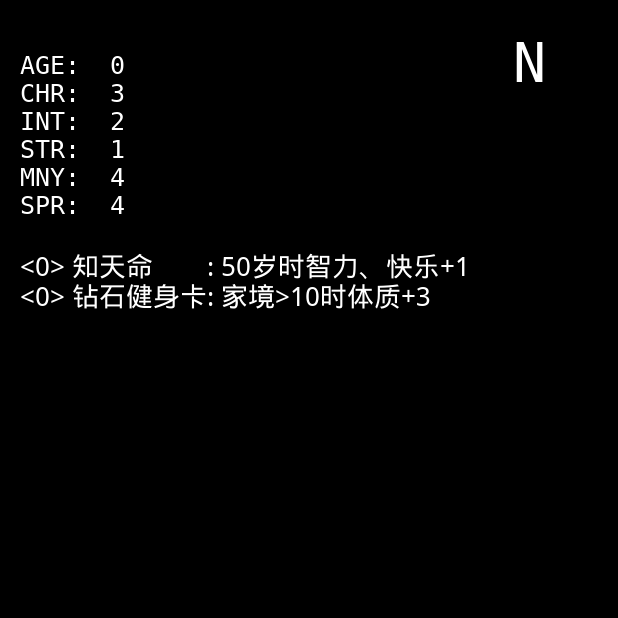 N
AGE: 0
CHR: 3
INT: 2
STR: 1
MNY: 4
SPR: 4
<0> 知天命　　: 50岁时智力、快乐+1
<0> 钻石健身卡: 家境>10时体质+3